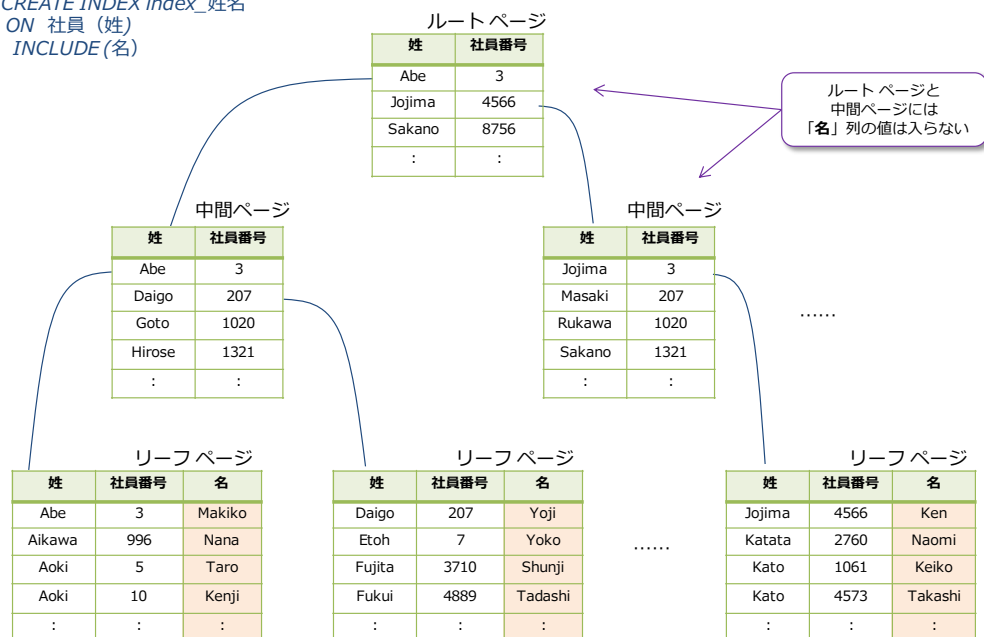 CREATE INDEX index_姓名
ON 社員（姓)
INCLUDE (名）
ルート ページ
姓 社員番号
Abe 3
Jojima 4566
Sakano 8756
: :
ルート ページと
中間ページには
「名」列の値は入らない
中間ページ
姓 社員番号
Abe 3
Daigo 207
Goto 1020
Hirose 1321
: :
中間ページ
姓 社員番号
Jojima 3
Masaki 207
Rukawa 1020
Sakano 1321
: :
……
リーフ ページ
姓 社員番号 名
Abe 3 Makiko
Aikawa 996 Nana
Aoki 5 Taro
Aoki 10 Kenji
: : :
リーフ ページ
姓 社員番号 名
Daigo 207 Yoji
Etoh 7 Yoko
Fujita 3710 Shunji
Fukui 4889 Tadashi
: : :
……
リーフ ページ
姓 社員番号 名
Jojima 4566 Ken
Katata 2760 Naomi
Kato 1061 Keiko
Kato 4573 Takashi
: : :